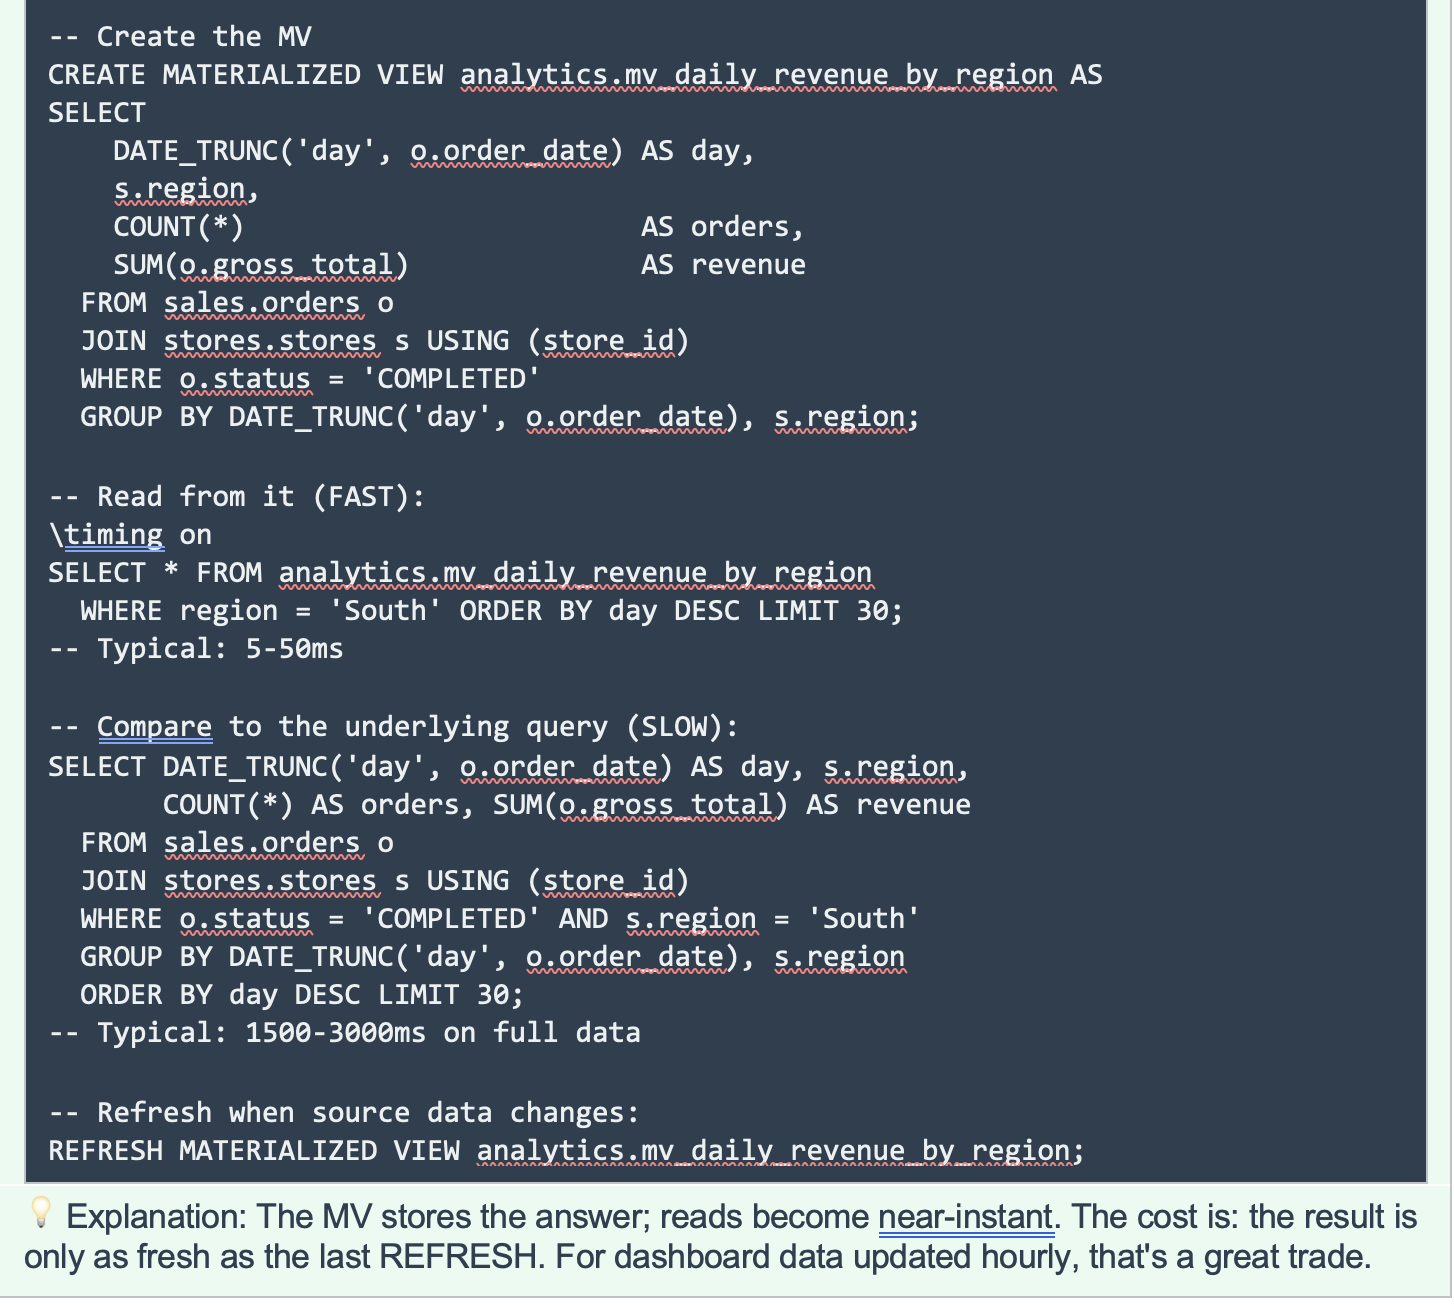 -- Create the MV
CREATE MATERIALIZED VIEW analytics.mv_daily_revenue_by_region AS
SELECT
    DATE_TRUNC('day', o.order_date) AS day,
    s.region,
    COUNT(*)                        AS orders,
    SUM(o.gross_total)              AS revenue
  FROM sales.orders o
  JOIN stores.stores s USING (store_id)
  WHERE o.status = 'COMPLETED'
  GROUP BY DATE_TRUNC('day', o.order_date), s.region;

-- Read from it (FAST):
\timing on
SELECT * FROM analytics.mv_daily_revenue_by_region
  WHERE region = 'South' ORDER BY day DESC LIMIT 30;
-- Typical: 5-50ms

-- Compare to the underlying query (SLOW):
SELECT DATE_TRUNC('day', o.order_date) AS day, s.region,
       COUNT(*) AS orders, SUM(o.gross_total) AS revenue
  FROM sales.orders o
  JOIN stores.stores s USING (store_id)
  WHERE o.status = 'COMPLETED' AND s.region = 'South'
  GROUP BY DATE_TRUNC('day', o.order_date), s.region
  ORDER BY day DESC LIMIT 30;
-- Typical: 1500-3000ms on full data

-- Refresh when source data changes:
REFRESH MATERIALIZED VIEW analytics.mv_daily_revenue_by_region;
💡 Explanation: The MV stores the answer; reads become near-instant. The cost is: the result is
only as fresh as the last REFRESH. For dashboard data updated hourly, that's a great trade.